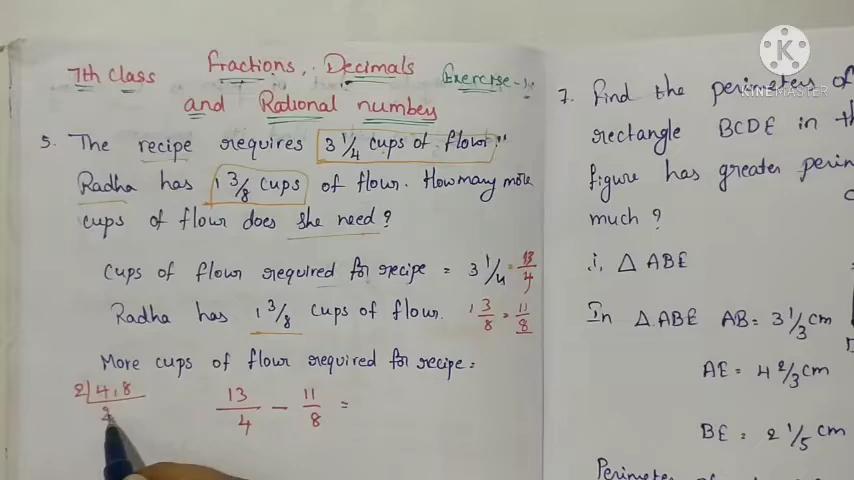 7th Class Fractions, Decimals Exercise-
and Rational numbers
5. The recipe requires 3 1/4 cups of flour."
Radha has 1 3/8 cups of flour. How many more
cups of flour does she need?
Cups of flour required for recipe = 3 1/4 = 13/4
Radha has 1 3/8 cups of flour. 1 3/8 = 11/8
More cups of flour required for recipe =
2|4,8
2
13/4 - 11/8 =
KINEMASTER
7. Find the perimeter of
rectangle BCDE in
figure has greater
much?
i. △ ABE
In △ ABE AB = 3 1/3 cm
AE = 4 2/3 cm
BE = 2 1/5 cm
Perimeter of